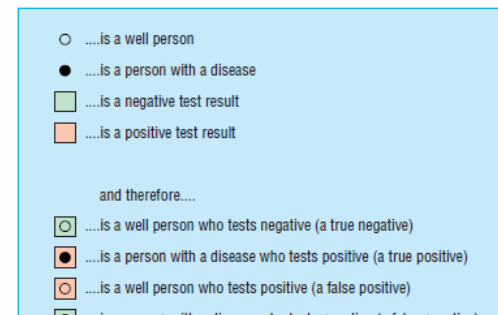 ....is a well person
....is a person with a disease
....is a negative test result
....is a positive test result
and therefore....
....is a well person who tests negative (a true negative)
....is a person with a disease who tests positive (a true positive)
....is a well person who tests positive (a false positive)